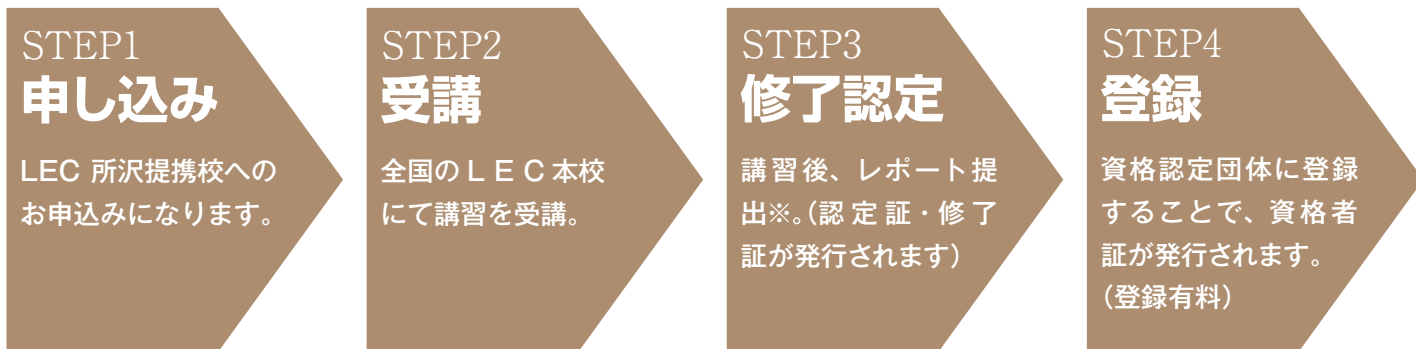 STEP1
申し込み
LEC 所沢提携校への
お申込みになります。
STEP2
受講
全国のLEC本校
にて講習を受講。
STEP3
修了認定
講習後、レポート提
出※。(認定証・修了
証が発行されます)
STEP4
登録
資格認定団体に登録
することで、資格者
証が発行されます。
(登録有料)